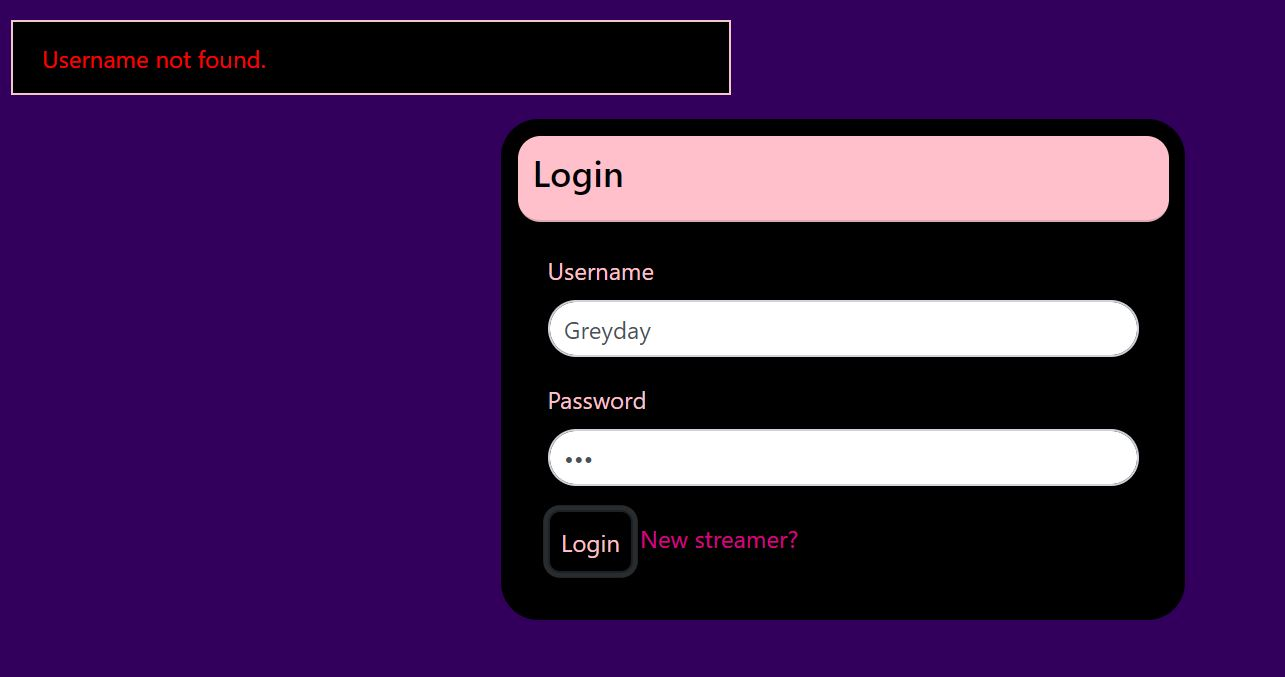 Username not found.
Login
Username
Greyday
Password
•••
Login New streamer?